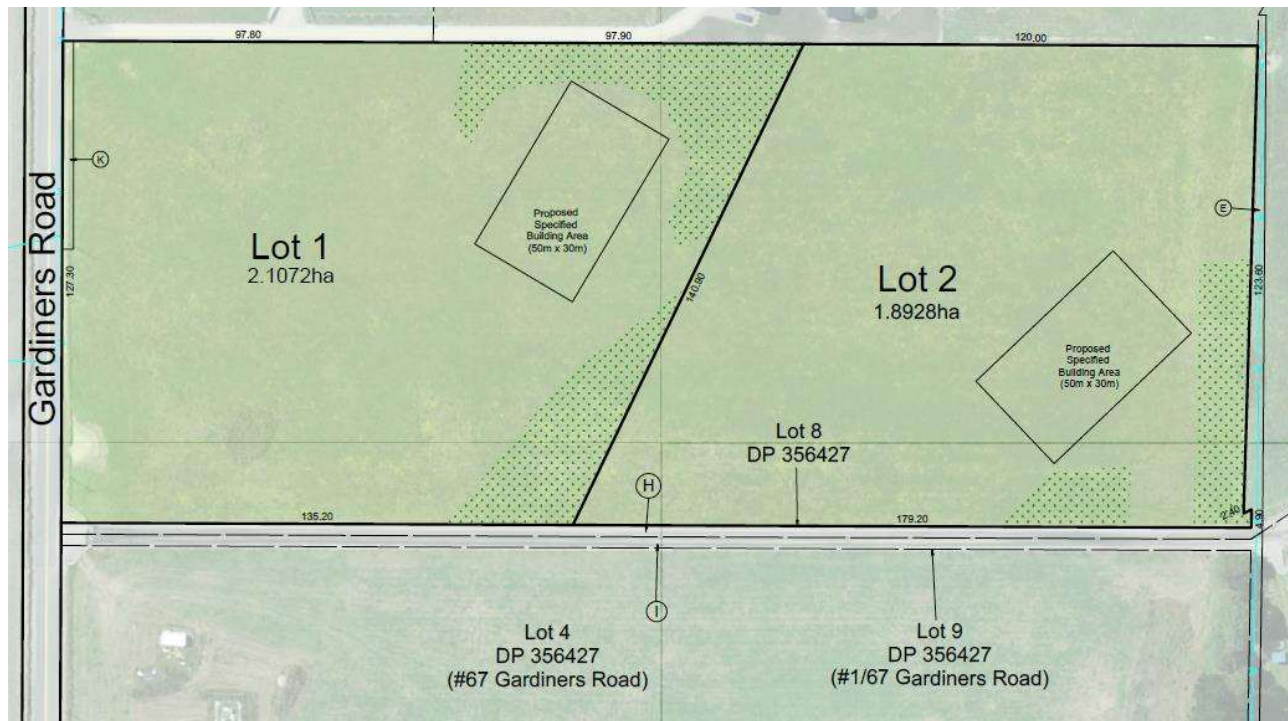 97.80
97.90
120.00
K
Gardiners Road
127.30
Lot 1
2.1072ha
Proposed
Specified
Building Area
(50m x 30m)
140.90
Lot 2
1.8928ha
E
123.60
Proposed
Specified
Building Area
(50m x 30m)
Lot 8
DP 356427
H
135.20
179.20
2.40
4.90
I
Lot 4
DP 356427
(#67 Gardiners Road)
Lot 9
DP 356427
(#1/67 Gardiners Road)